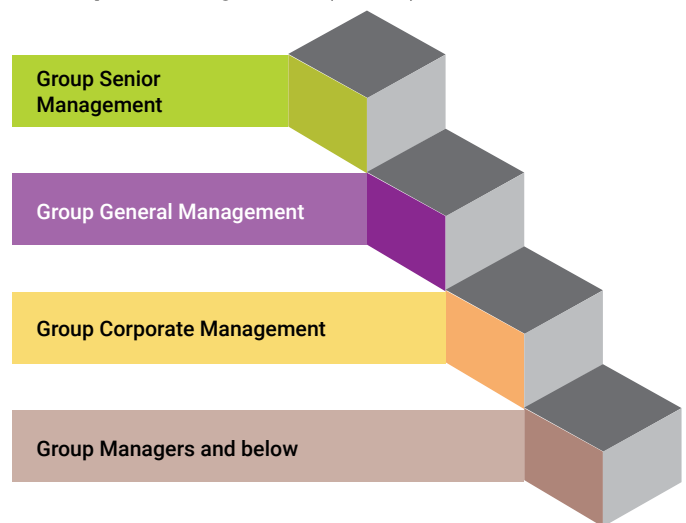 Group Senior
Management
Group General Management
Group Corporate Management
Group Managers and below